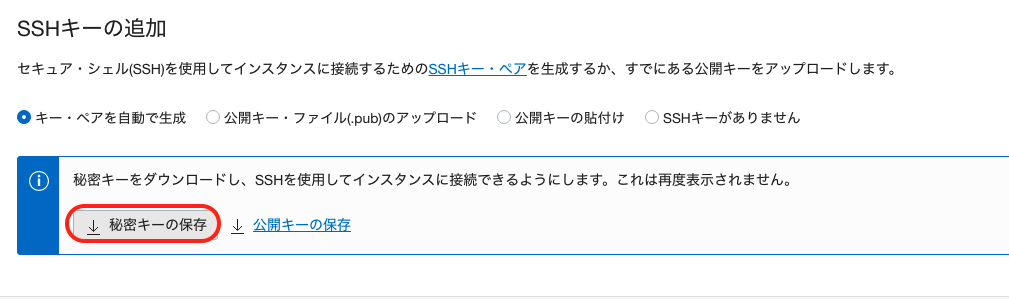 SSHキーの追加
セキュア・シェル(SSH)を使用してインスタンスに接続するためのSSHキー・ペアを生成するか、すでにある公開キーをアップロードします。
キー・ペアを自動で生成 公開キー・ファイル(.pub)のアップロード 公開キーの貼付け SSHキーがありません
秘密キーをダウンロードし、SSHを使用してインスタンスに接続できるようにします。これは再度表示されません。
秘密キーの保存 公開キーの保存